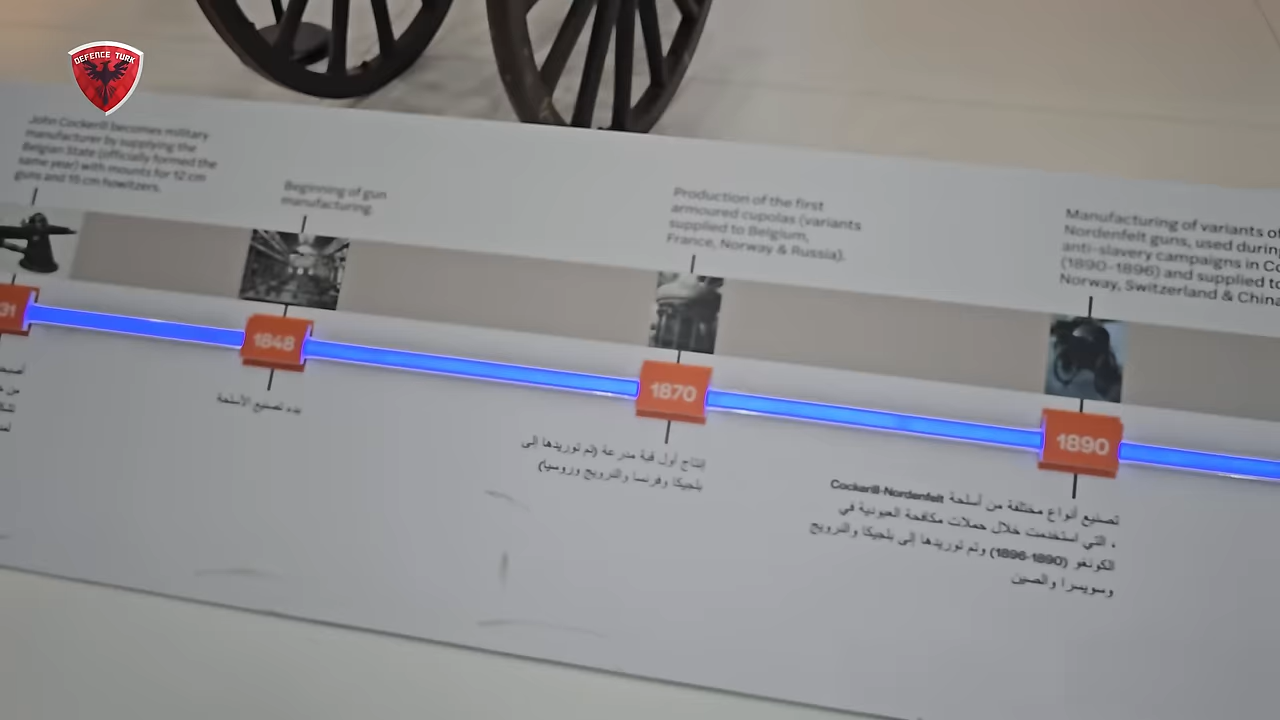 DEFENCE TURK
John Cockerill becomes military
manufacturer by supplying the
Belgian State (officially formed the
same year) with mounts for 12 cm
guns and 15 cm howitzers.
31
Beginning of gun
manufacturing.
1848
بدء تصنيع الأسلحة
Production of the first
armoured cupolas (variants
supplied to Belgium,
France, Norway & Russia).
1870
إنتاج أول قبة مدرعة (تم توريدها إلى
بلجيكا وفرنسا والنرويج وروسيا)
Manufacturing of variants of
Nordenfelt guns, used during
anti-slavery campaigns in
(1890-1896) and supplied to
Norway, Switzerland & China
1890
تصنيع أنواع مختلفة من أسلحة Cockerill-Nordenfelt
، التي استخدمت خلال حملات مكافحة العبودية في
الكونغو (1890-1896) وتم توريدها إلى بلجيكا والنرويج
وسويسرا والصين